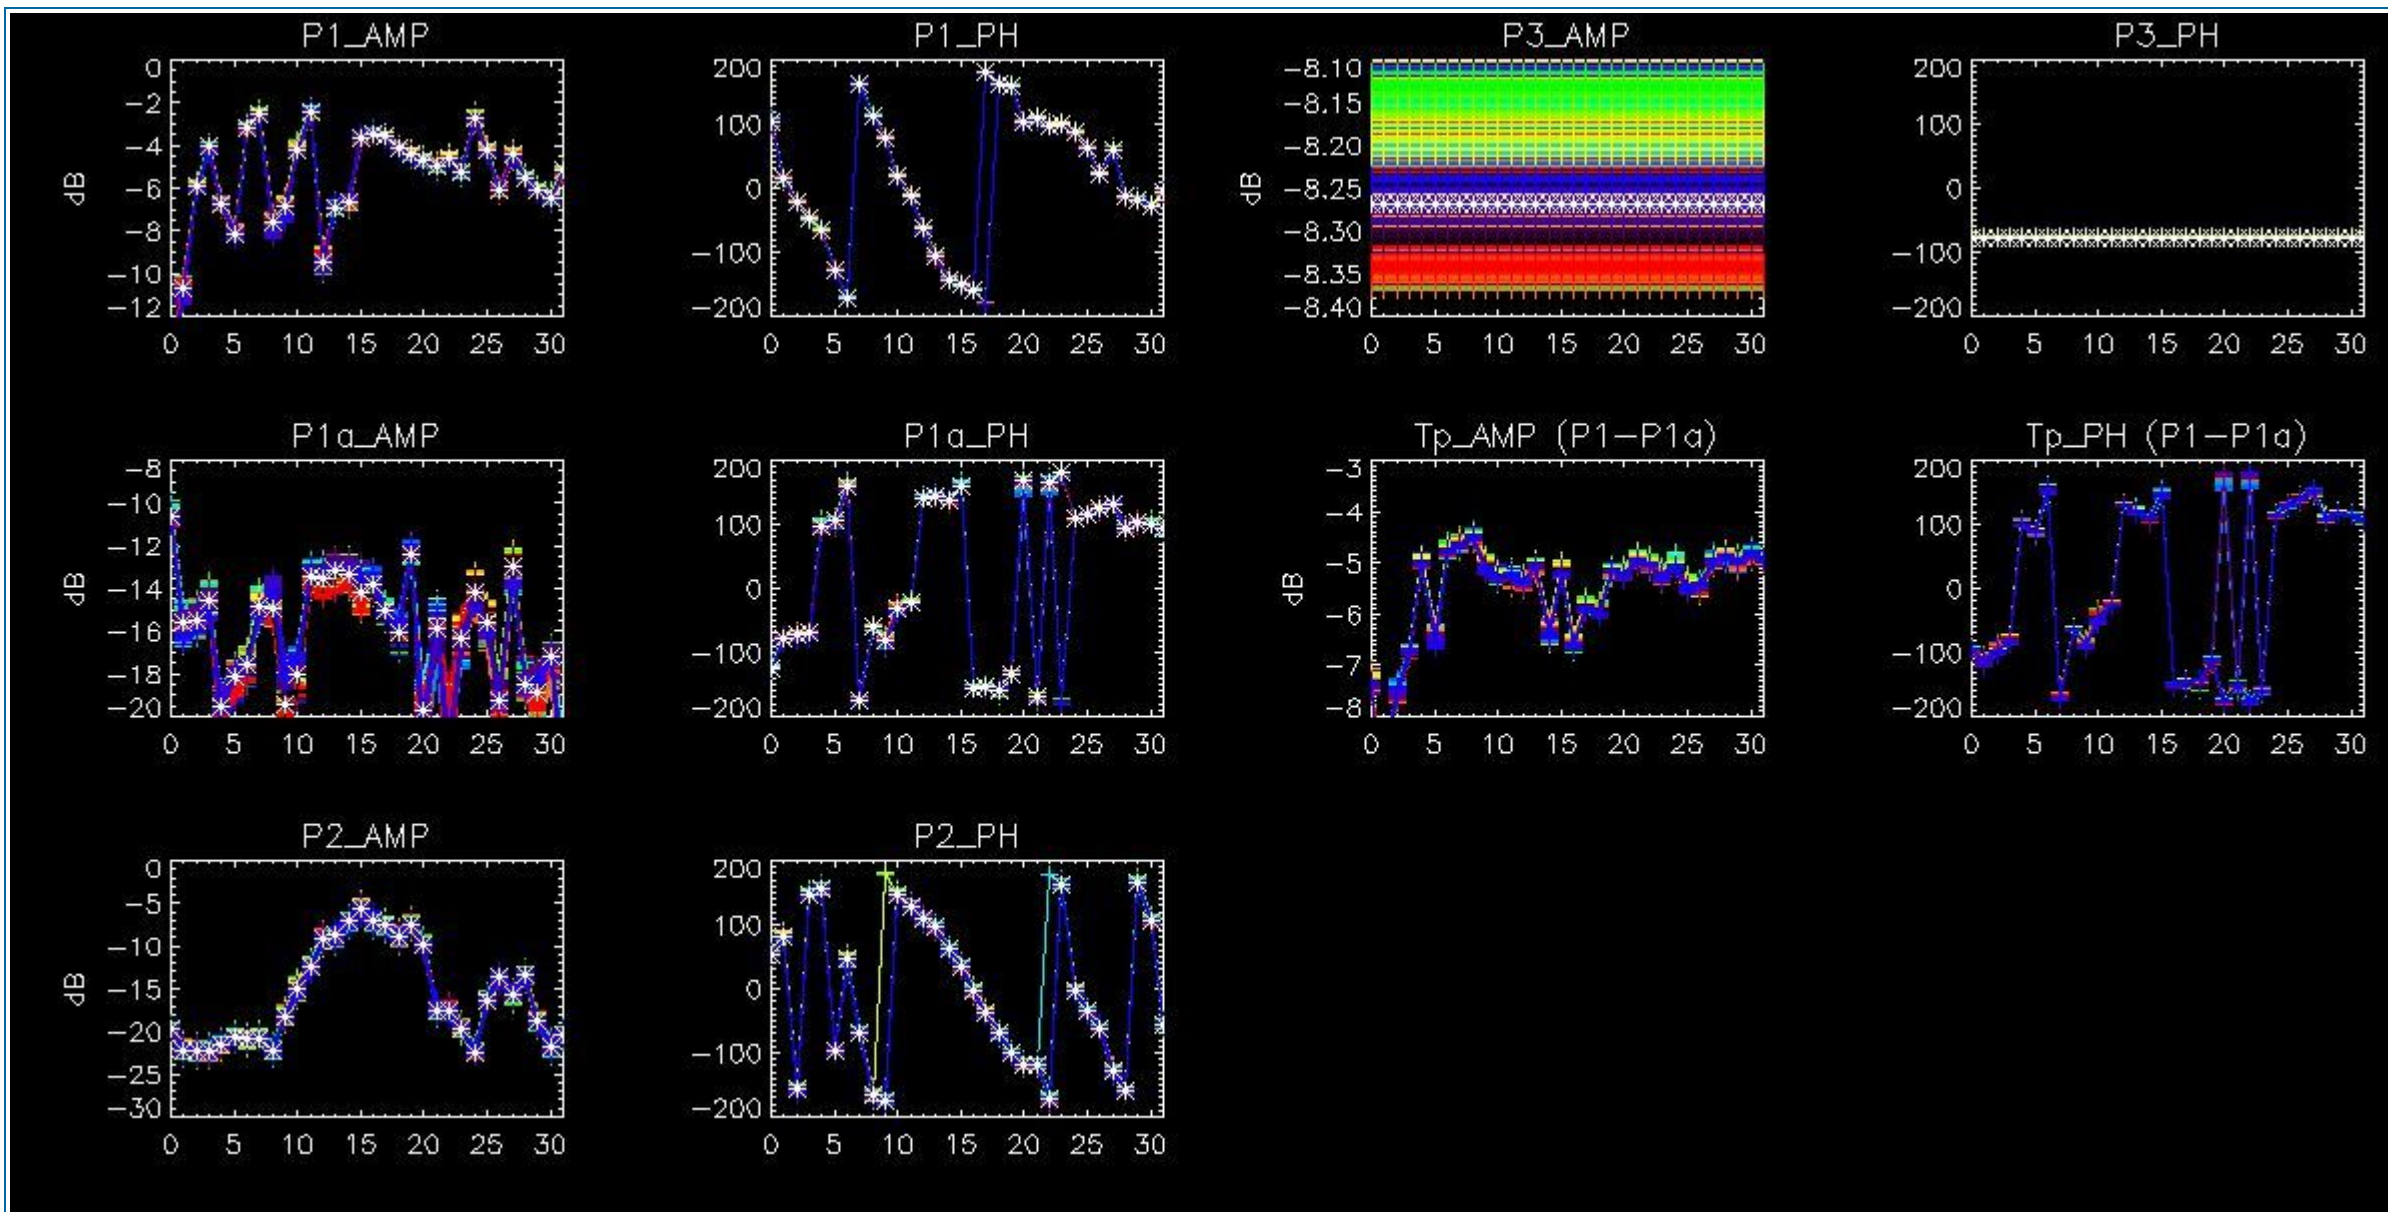 P1_AMP
P1_PH
P3_AMP
P3_PH
dB
0
−2
−4
−6
−8
−10
−12
0 5 10 15 20 25 30
200
100
0
−100
−200
0 5 10 15 20 25 30
dB
−8.10
−8.15
−8.20
−8.25
−8.30
−8.35
−8.40
0 5 10 15 20 25 30
200
100
0
−100
−200
0 5 10 15 20 25 30
P1a_AMP
P1a_PH
Tp_AMP (P1−P1a)
Tp_PH (P1−P1a)
dB
−8
−10
−12
−14
−16
−18
−20
0 5 10 15 20 25 30
200
100
0
−100
−200
0 5 10 15 20 25 30
dB
−3
−4
−5
−6
−7
−8
0 5 10 15 20 25 30
200
100
0
−100
−200
0 5 10 15 20 25 30
P2_AMP
P2_PH
dB
0
−5
−10
−15
−20
−25
−30
0 5 10 15 20 25 30
200
100
0
−100
−200
0 5 10 15 20 25 30